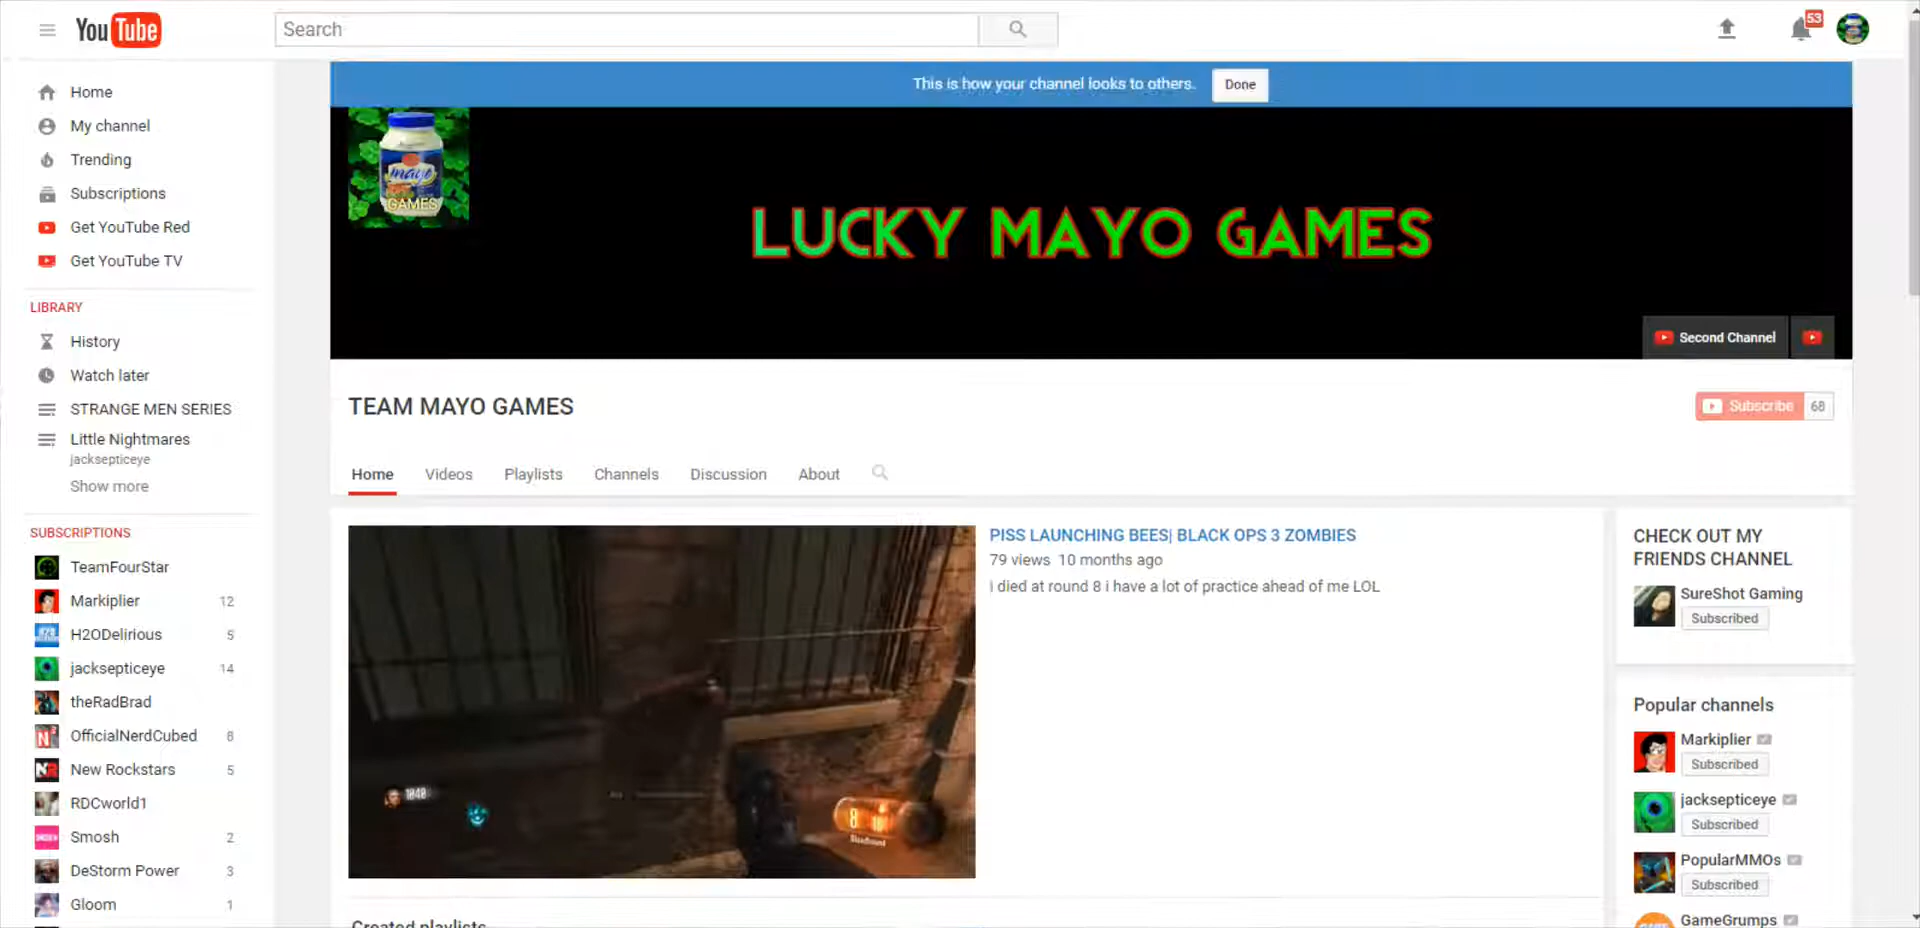 YouTube
Search
53
Home
My channel
Trending
Subscriptions
Get YouTube Red
Get YouTube TV
LIBRARY
History
Watch later
STRANGE MEN SERIES
Little Nightmares
jacksepticeye
Show more
SUBSCRIPTIONS
TeamFourStar
Markiplier 12
H2ODelirious 5
jacksepticeye 14
theRadBrad
OfficialNerdCubed 8
New Rockstars 5
RDCworld1
Smosh 2
DeStorm Power 3
Gloom 1
This is how your channel looks to others. Done
mayo
GAMES
LUCKY MAYO GAMES
Second Channel
TEAM MAYO GAMES
Subscribe 68
Home Videos Playlists Channels Discussion About
1040
8
PISS LAUNCHING BEES| BLACK OPS 3 ZOMBIES
79 views 10 months ago
i died at round 8 i have a lot of practice ahead of me LOL
Created playlists
CHECK OUT MY
FRIENDS CHANNEL
SureShot Gaming
Subscribed
Popular channels
Markiplier
Subscribed
jacksepticeye
Subscribed
PopularMMOs
Subscribed
GameGrumps